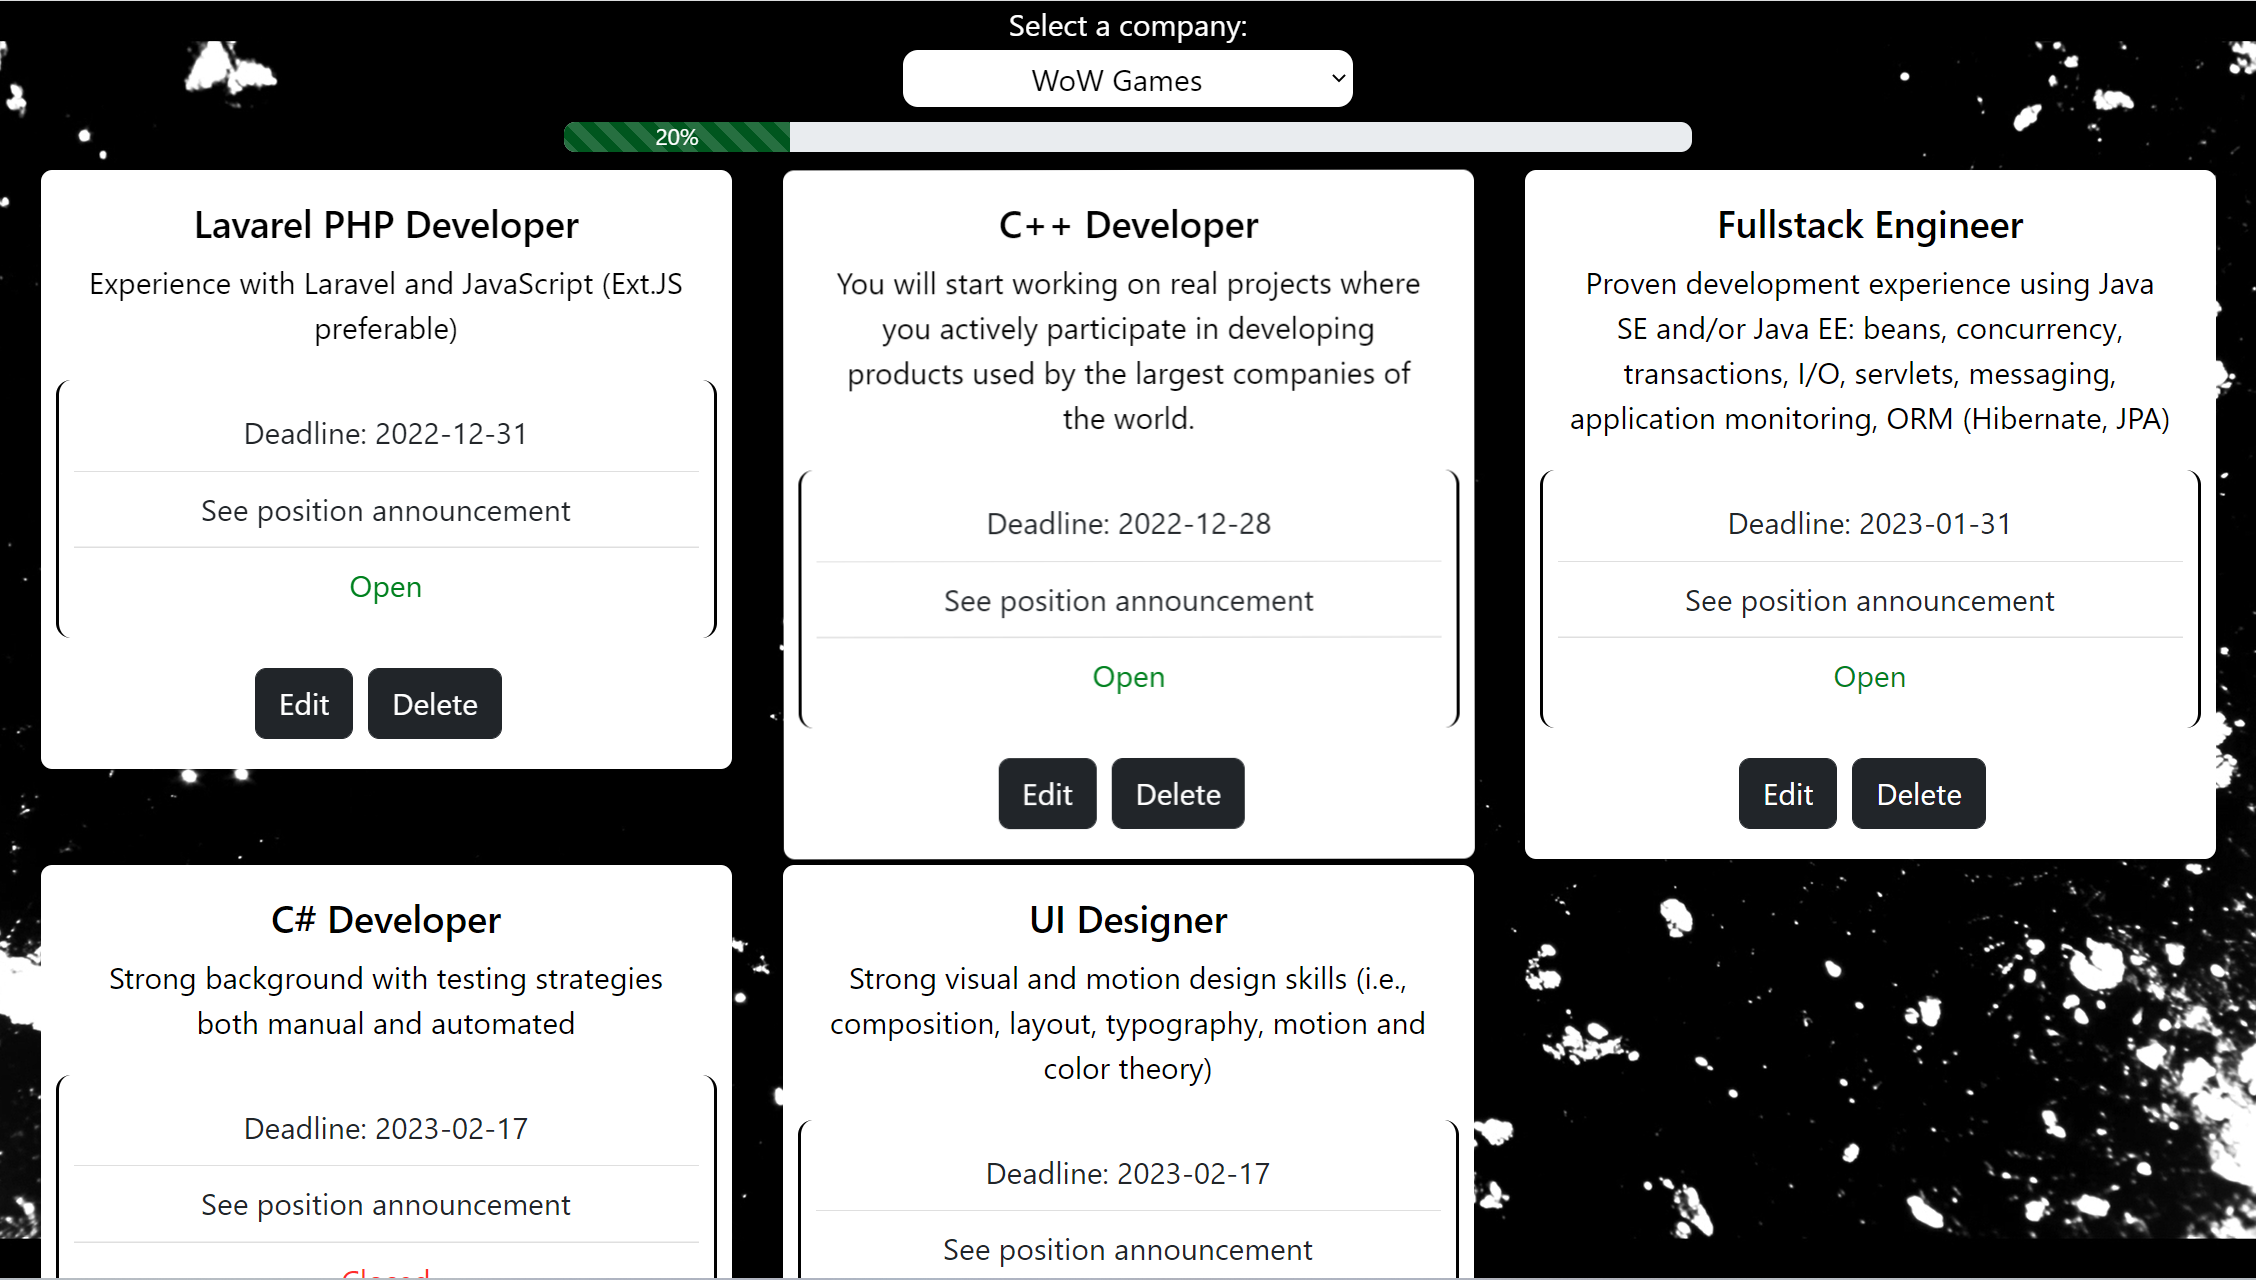 Select a company:
WoW Games
20%
Lavarel PHP Developer
Experience with Laravel and JavaScript (Ext.JS
preferable)
Deadline: 2022-12-31
See position announcement
Open
Edit
Delete
C++ Developer
You will start working on real projects where
you actively participate in developing
products used by the largest companies of
the world.
Deadline: 2022-12-28
See position announcement
Open
Edit
Delete
Fullstack Engineer
Proven development experience using Java
SE and/or Java EE: beans, concurrency,
transactions, I/O, servlets, messaging,
application monitoring, ORM (Hibernate, JPA)
Deadline: 2023-01-31
See position announcement
Open
Edit
Delete
C# Developer
Strong background with testing strategies
both manual and automated
Deadline: 2023-02-17
See position announcement
Closed
UI Designer
Strong visual and motion design skills (i.e.,
composition, layout, typography, motion and
color theory)
Deadline: 2023-02-17
See position announcement